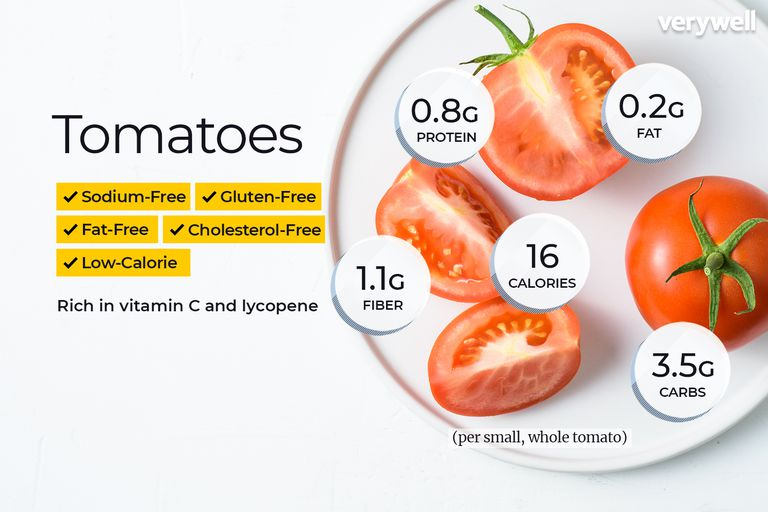 verywell
Tomatoes
Sodium-Free Gluten-Free
Fat-Free Cholesterol-Free
Low-Calorie
Rich in vitamin C and lycopene
0.8G
PROTEIN
0.2G
FAT
1.1G
FIBER
16
CALORIES
3.5G
CARBS
(per small, whole tomato)